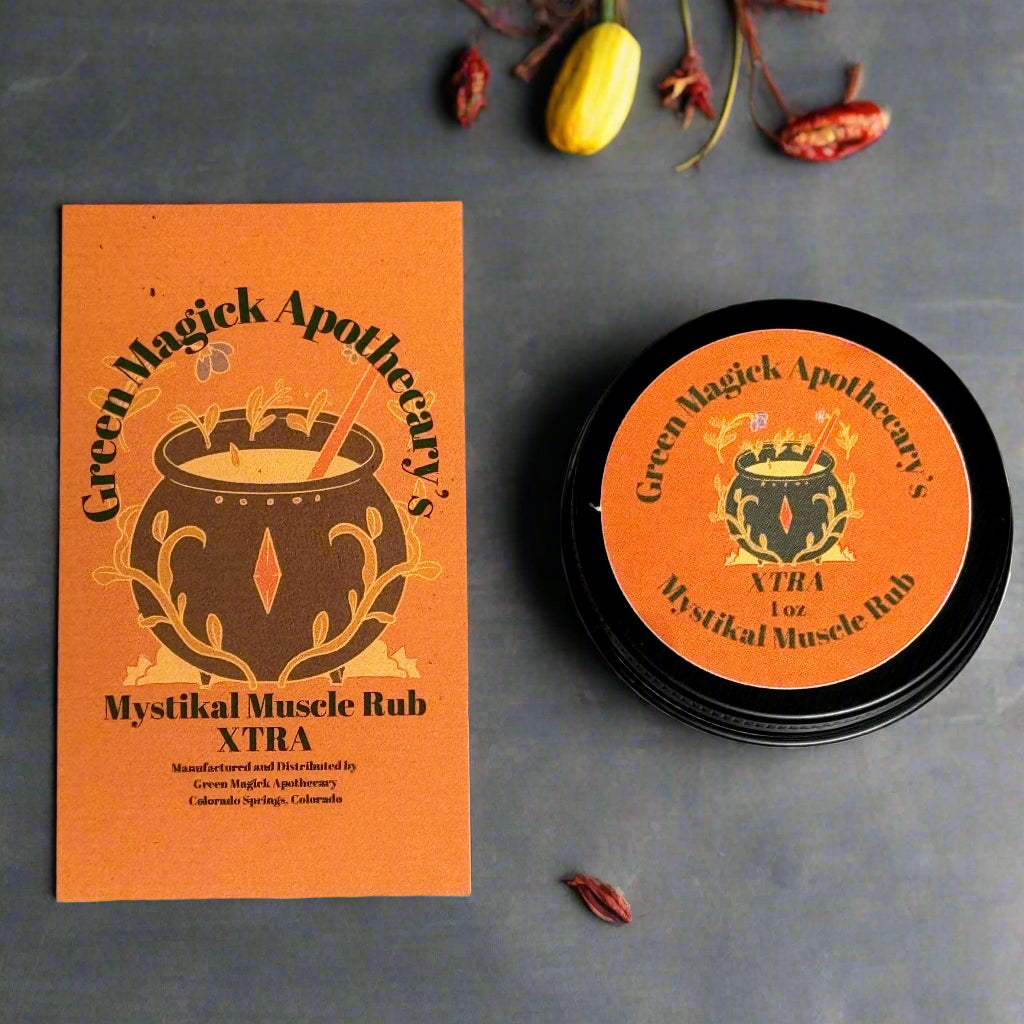 Green Magick Apothecary's
Mystikal Muscle Rub
XTRA
Manufactured and Distributed by
Green Magick Apothecary
Colorado Springs, Colorado
Green Magick Apothecary's
XTRA
1 oz
Mystikal Muscle Rub